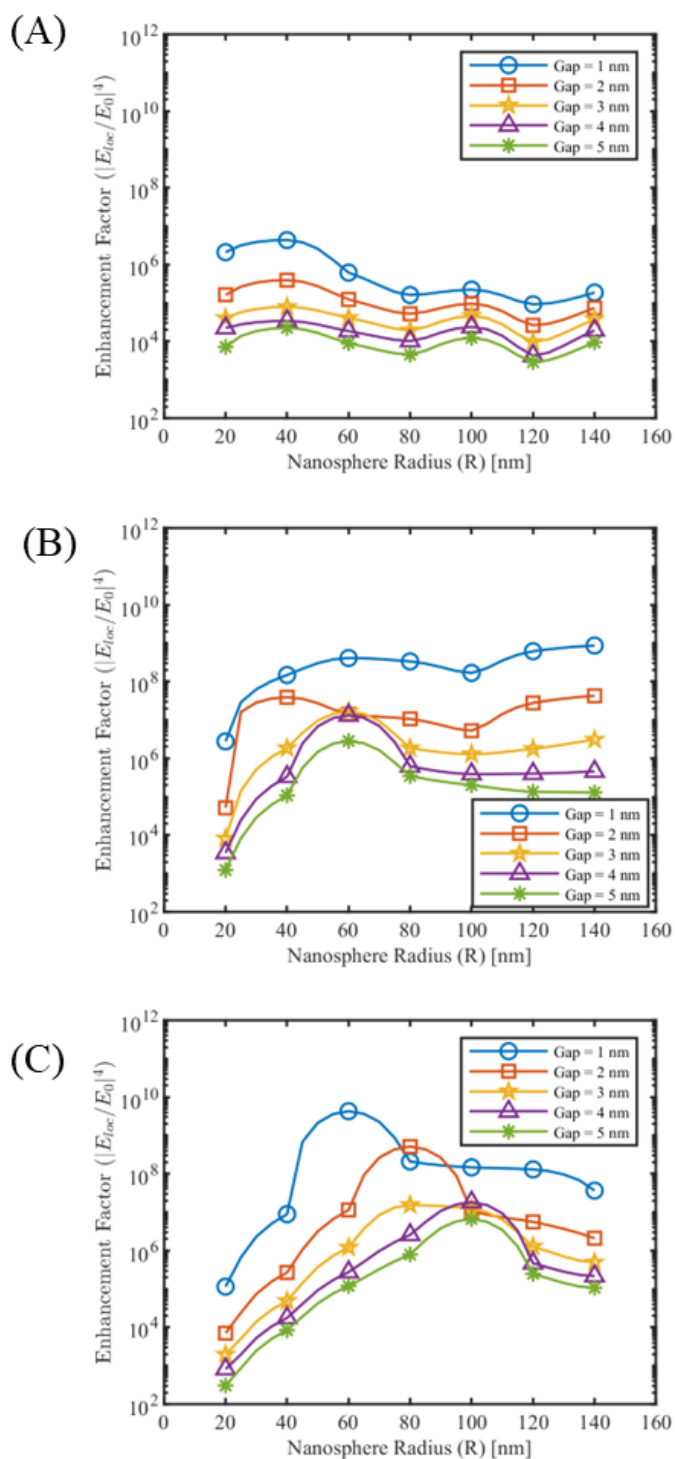 (A)
10^12
10^10
10^8
10^6
10^4
10^2
Enhancement Factor (|E_loc/E_0|^4)
Gap = 1 nm
Gap = 2 nm
Gap = 3 nm
Gap = 4 nm
Gap = 5 nm
0 20 40 60 80 100 120 140 160
Nanosphere Radius (R) [nm]
(B)
10^12
10^10
10^8
10^6
10^4
10^2
Enhancement Factor (|E_loc/E_0|^4)
Gap = 1 nm
Gap = 2 nm
Gap = 3 nm
Gap = 4 nm
Gap = 5 nm
0 20 40 60 80 100 120 140 160
Nanosphere Radius (R) [nm]
(C)
10^12
10^10
10^8
10^6
10^4
10^2
Enhancement Factor (|E_loc/E_0|^4)
Gap = 1 nm
Gap = 2 nm
Gap = 3 nm
Gap = 4 nm
Gap = 5 nm
0 20 40 60 80 100 120 140 160
Nanosphere Radius (R) [nm]